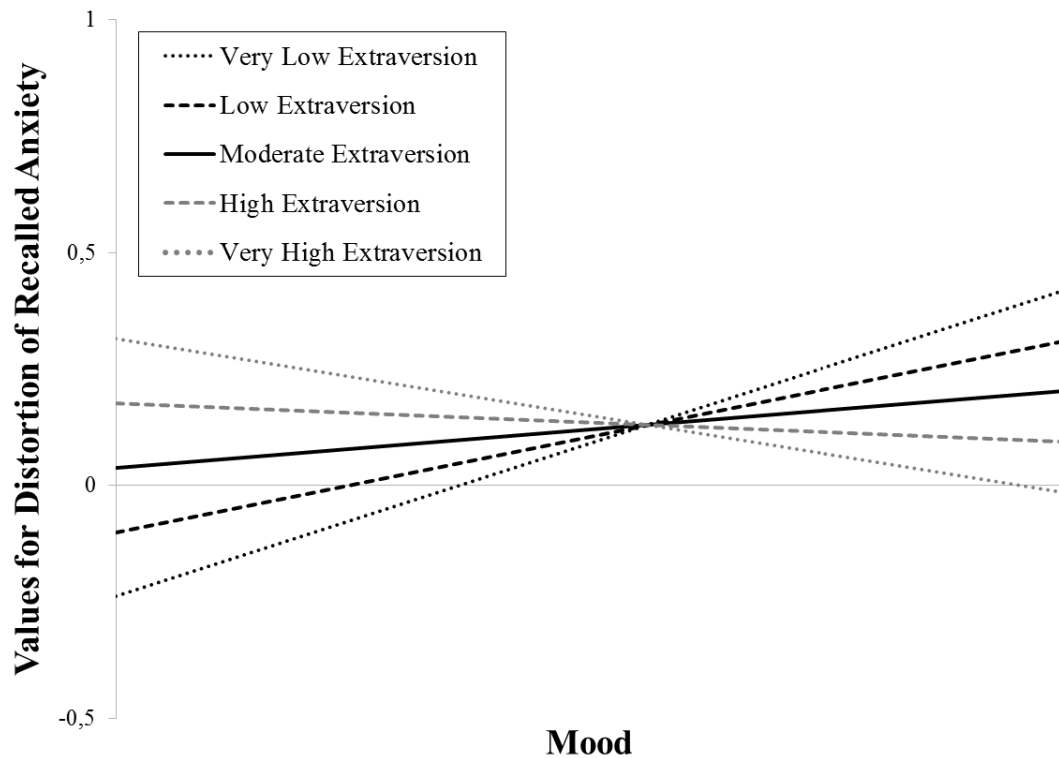 1
Very Low Extraversion
Low Extraversion
Moderate Extraversion
High Extraversion
Very High Extraversion
0,5
0
-0,5
Values for Distortion of Recalled Anxiety
Mood